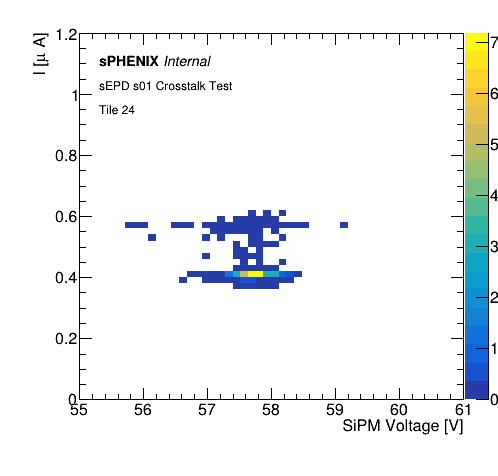 I [μ A]
1.2
1
0.8
0.6
0.4
0.2
0
sPHENIX Internal
sEPD s01 Crosstalk Test
Tile 24
55 56 57 58 59 60 61
SiPM Voltage [V]
7
6
5
4
3
2
1
0